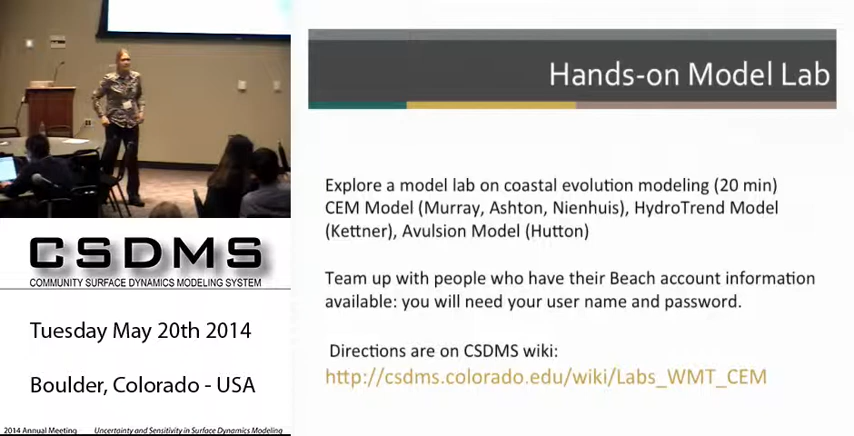 Hands-on Model Lab
Explore a model lab on coastal evolution modeling (20 min)
CEM Model (Murray, Ashton, Nienhuis), HydroTrend Model
(Kettner), Avulsion Model (Hutton)
Team up with people who have their Beach account information
available: you will need your user name and password.
Directions are on CSDMS wiki:
http://csdms.colorado.edu/wiki/Labs_WMT_CEM
CSDMS
COMMUNITY SURFACE DYNAMICS MODELING SYSTEM
Tuesday May 20th 2014
Boulder, Colorado - USA
2014 Annual Meeting
Uncertainty and Sensitivity in Surface Dynamics Modeling